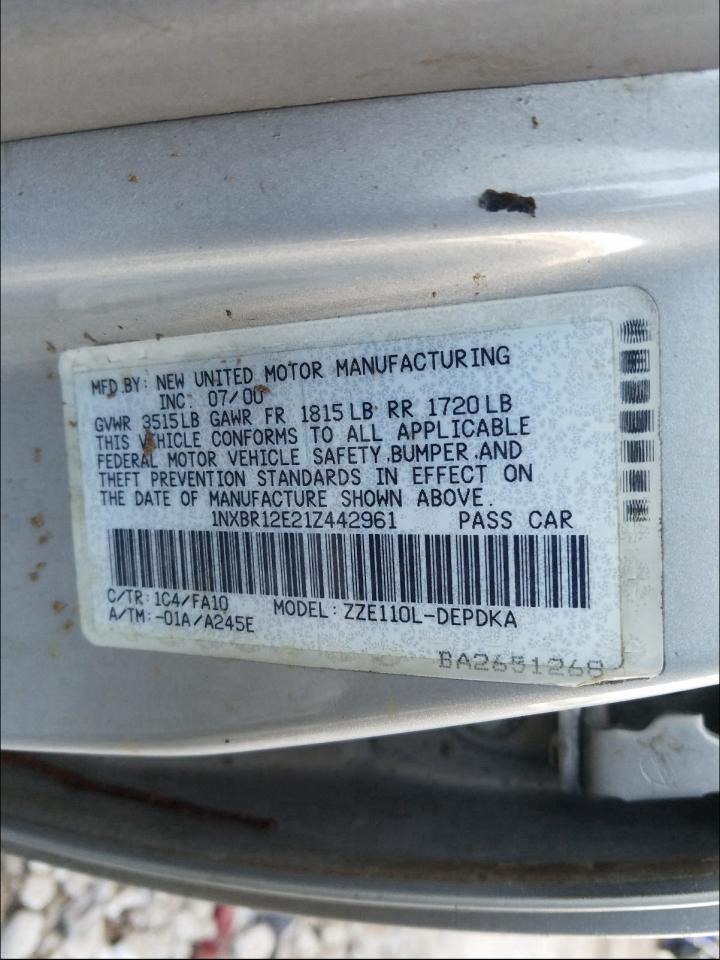 MFD.BY: NEW UNITED MOTOR MANUFACTURING
INC. 07/00
GVWR 3515LB GAWR FR 1815LB RR 1720LB
THIS VEHICLE CONFORMS TO ALL APPLICABLE
FEDERAL MOTOR VEHICLE SAFETY,BUMPER,AND
THEFT PREVENTION STANDARDS IN EFFECT ON
THE DATE OF MANUFACTURE SHOWN ABOVE.
1NXBR12E21Z442961 PASS CAR
C/TR:1C4/FA10
A/TM:-01A/A245E MODEL:ZZE110L-DEPDKA
BA2651268